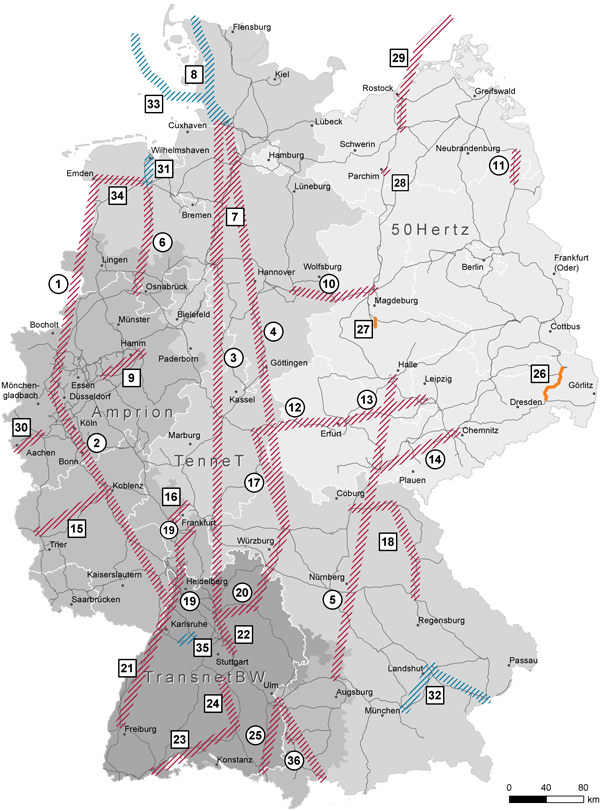 Flensburg
29
8
Kiel
33
Rostock
Greifswald
Lübeck
Cuxhaven
Wilhelmshaven
Schwerin
Neubrandenburg
Hamburg
31
11
Emden
Parchim
28
Lüneburg
34
Bremen
7
50Hertz
6
Lingen
Wolfsburg
Berlin
Frankfurt
(Oder)
1
Hannover
10
Osnabrück
Magdeburg
Bielefeld
Münster
27
Bocholt
4
Cottbus
Hamm
Paderborn
3
Göttingen
Halle
26
Essen
9
Leipzig
Görlitz
Mönchen-
gladbach
Düsseldorf
Kassel
13
Dresden
Amprion
12
30
Köln
Erfurt
Chemnitz
2
Marburg
Aachen
Bonn
TenneT
14
Plauen
17
Koblenz
16
Coburg
Frankfurt
15
19
18
Trier
Würzburg
Kaiserslautern
Nürnberg
Heidelberg
20
19
5
Saarbrücken
Karlsruhe
Regensburg
22
35
Stuttgart
21
Landshut
Passau
TransnetBW
Ulm
32
Augsburg
24
München
Freiburg
23
25
Konstanz
36
0
40
80
km